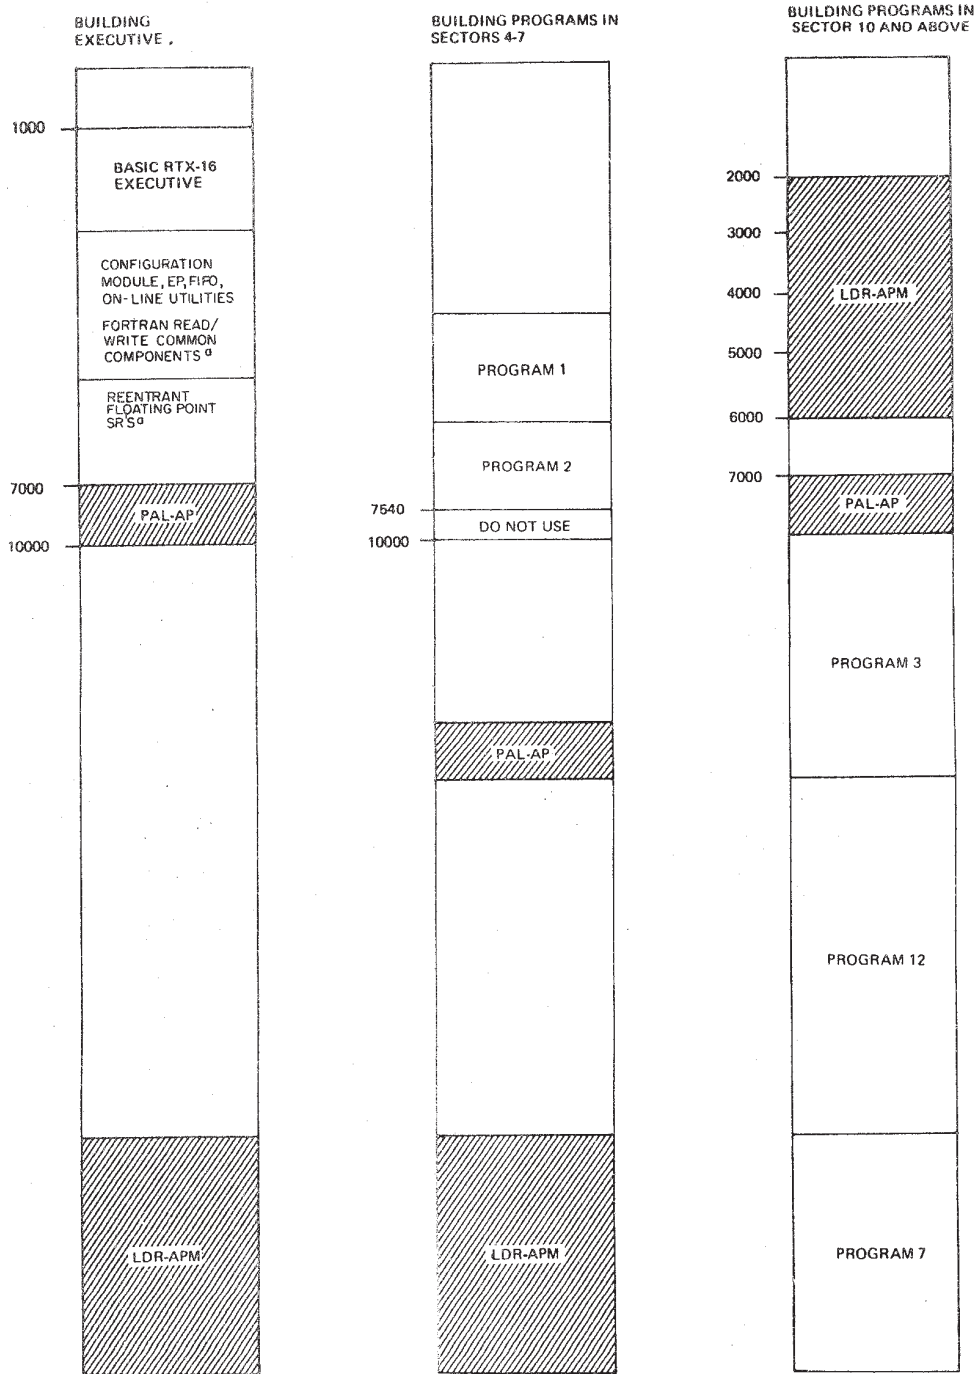 BUILDING
EXECUTIVE .
1000
BASIC RTX-16
EXECUTIVE
CONFIGURATION
MODULE, EP, FIFO,
ON-LINE UTILITIES
FORTRAN READ/
WRITE COMMON
COMPONENTS a
REENTRANT
FLOATING POINT
SR'S a
7000
PAL-AP
10000
LDR-APM
BUILDING PROGRAMS IN
SECTORS 4-7
PROGRAM 1
PROGRAM 2
7540
DO NOT USE
10000
PAL-AP
LDR-APM
BUILDING PROGRAMS IN
SECTOR 10 AND ABOVE
2000
3000
LDR-APM
4000
5000
6000
7000
PAL-AP
PROGRAM 3
PROGRAM 12
PROGRAM 7